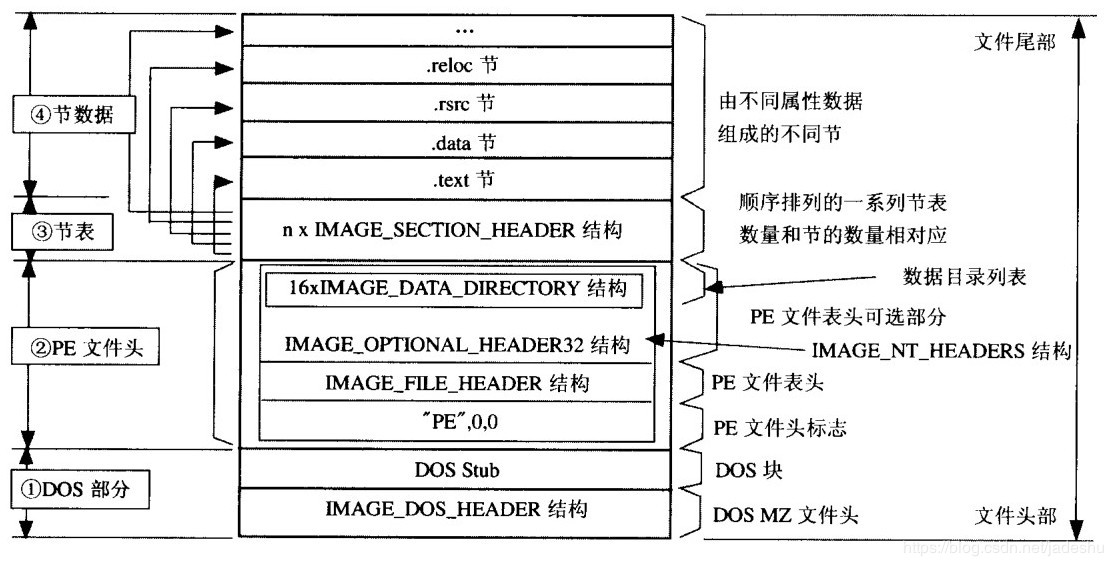 …
文件尾部
.reloc 节
.rsrc 节
④节数据
由不同属性数据
组成的不同节
.data 节
.text 节
③节表
n x IMAGE_SECTION_HEADER 结构
顺序排列的一系列节表
数量和节的数量相对应
16xIMAGE_DATA_DIRECTORY 结构
数据目录列表
PE 文件表头可选部分
②PE 文件头
IMAGE_OPTIONAL_HEADER32 结构
IMAGE_NT_HEADERS 结构
IMAGE_FILE_HEADER 结构
PE 文件表头
"PE",0,0
PE 文件头标志
DOS Stub
DOS 块
①DOS 部分
IMAGE_DOS_HEADER 结构
DOS MZ 文件头
文件头部
https://blog.csdn.net/jadeshu